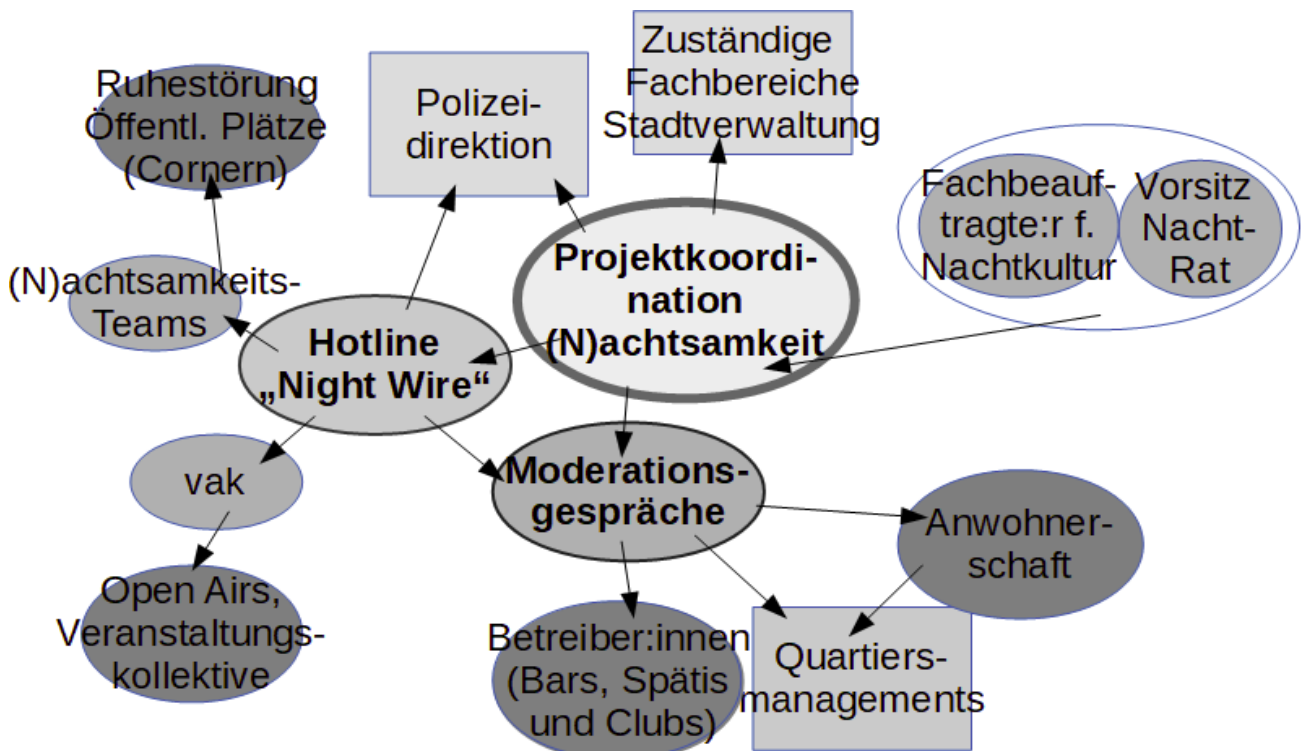 Zuständige
Fachbereiche
Stadtverwaltung
Ruhestörung
Öffentl. Plätze
(Cornern)
Polizei-
direktion
Fachbeauf-
tragte:r f.
Nachtkultur
Vorsitz
Nacht-
Rat
Projektkoordi-
nation
(N)achtsamkeit
(N)achtsamkeits-
Teams
Hotline
„Night Wire“
vak
Moderations-
gespräche
Anwohner-
schaft
Open Airs,
Veranstaltungs-
kollektive
Betreiber:innen
(Bars, Spätis
und Clubs)
Quartiers-
managements